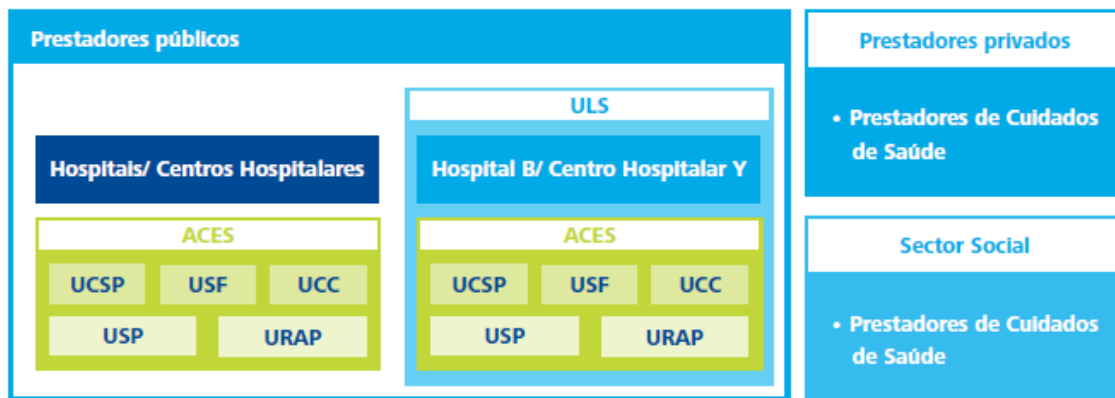 Prestadores públicos
ULS
Hospitais/ Centros Hospitalares
Hospital B/ Centro Hospitalar Y
ACES
ACES
UCSP USF UCC
UCSP USF UCC
USP URAP
USP URAP
Prestadores privados
• Prestadores de Cuidados
de Saúde
Sector Social
• Prestadores de Cuidados
de Saúde